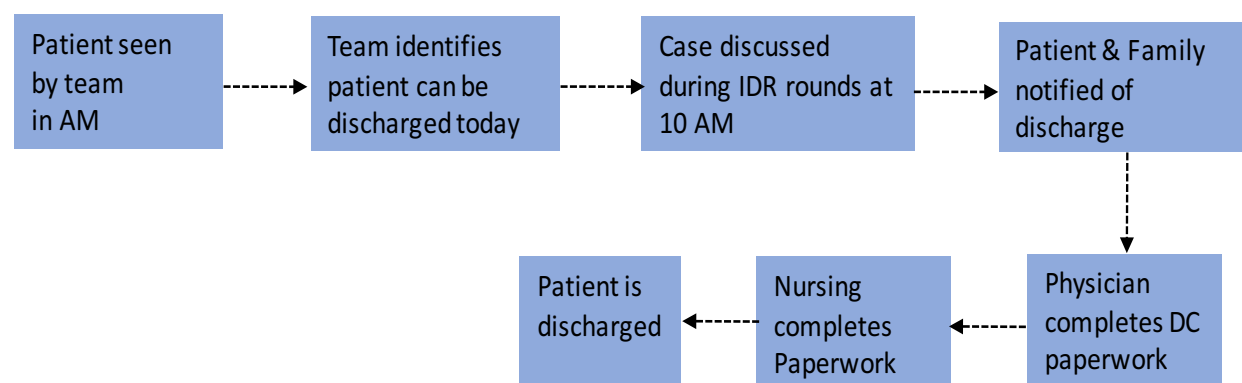 Patient seen
by team
in AM
Team identifies
patient can be
discharged today
Case discussed
during IDR rounds at
10 AM
Patient & Family
notified of
discharge
Physician
completes DC
paperwork
Nursing
completes
Paperwork
Patient is
discharged